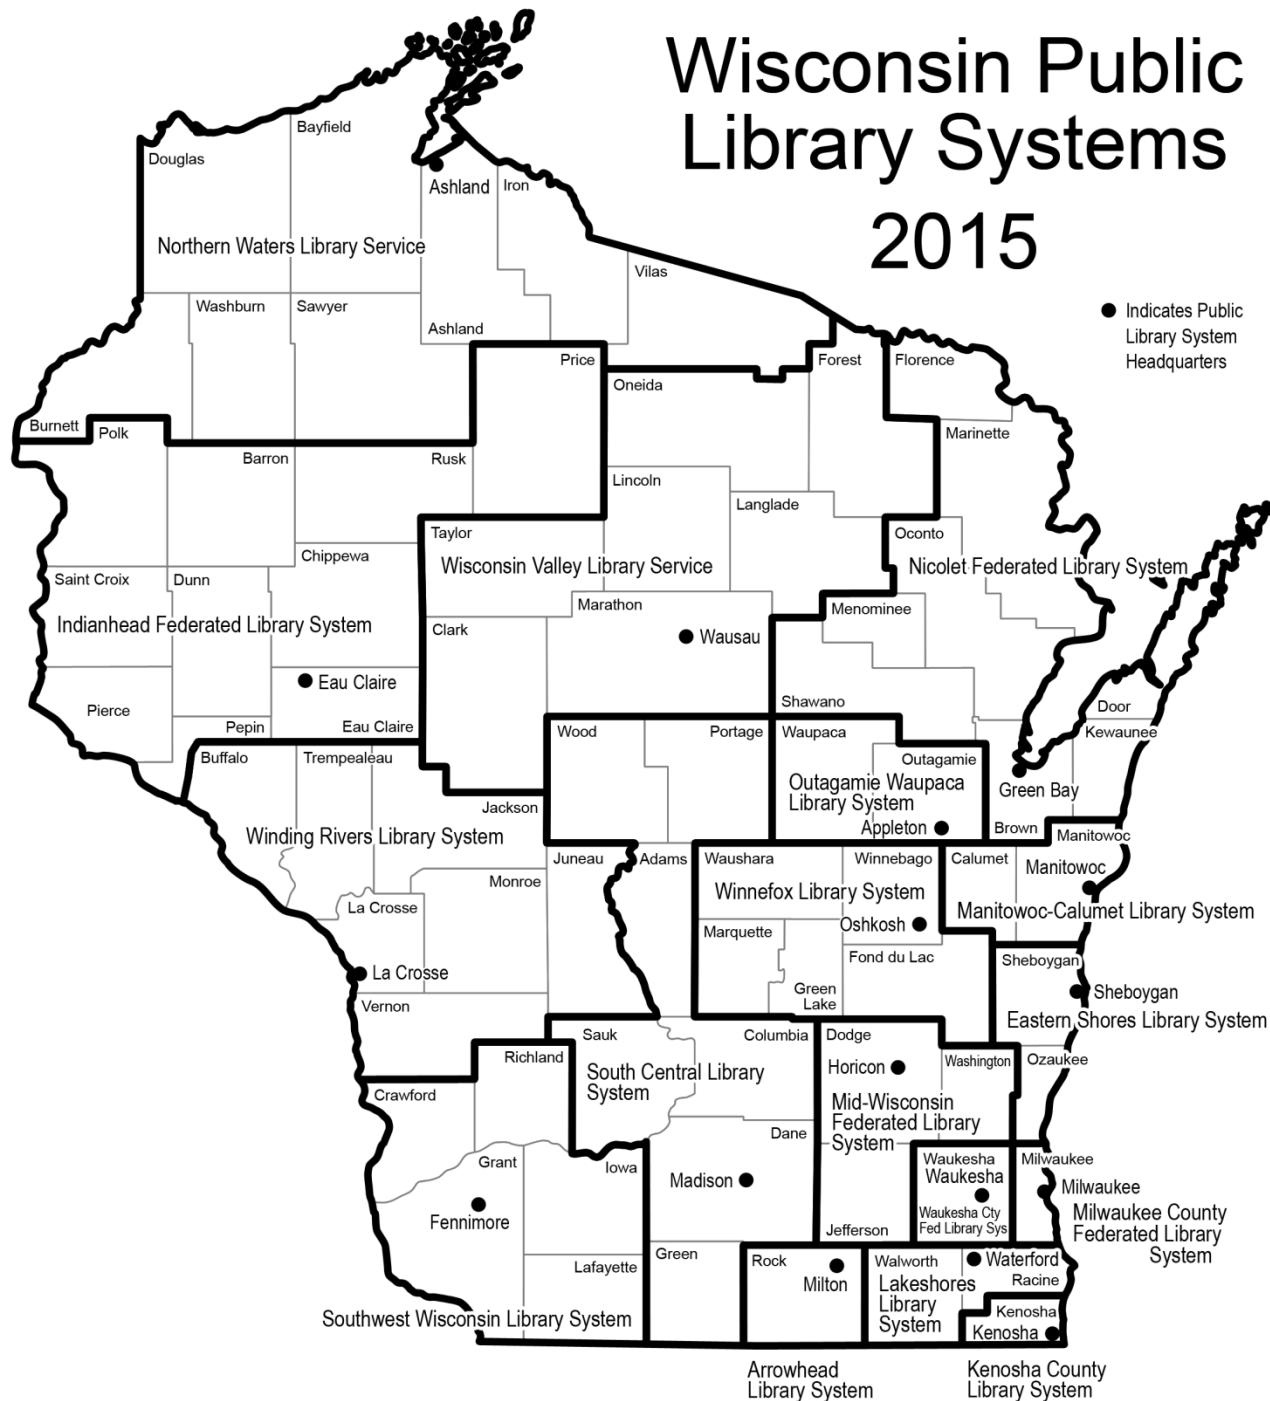 Wisconsin Public
Library Systems
2015
Indicates Public
Library System
Headquarters
Bayfield
Douglas
Ashland
Iron
Northern Waters Library Service
Vilas
Washburn
Sawyer
Ashland
Price
Forest
Florence
Oneida
Burnett
Polk
Marinette
Barron
Rusk
Lincoln
Langlade
Taylor
Oconto
Chippewa
Wisconsin Valley Library Service
Nicolet Federated Library System
Saint Croix
Dunn
Marathon
Menominee
Indianhead Federated Library System
Clark
Wausau
Eau Claire
Shawano
Pierce
Door
Pepin
Eau Claire
Wood
Portage
Waupaca
Kewaunee
Buffalo
Trempealeau
Outagamie
Outagamie Waupaca
Library System
Green Bay
Jackson
Appleton
Brown
Manitowoc
Winding Rivers Library System
Juneau
Adams
Waushara
Winnebago
Calumet
Manitowoc
Monroe
Winnefox Library System
La Crosse
Manitowoc-Calumet Library System
Marquette
Oshkosh
Fond du Lac
Sheboygan
La Crosse
Green
Lake
Sheboygan
Vernon
Eastern Shores Library System
Sauk
Columbia
Dodge
Richland
Washington
Ozaukee
South Central Library
System
Horicon
Crawford
Mid-Wisconsin
Federated Library
System
Dane
Grant
Iowa
Waukesha
Milwaukee
Madison
Waukesha
Milwaukee
Fennimore
Waukesha Cty
Fed Library Sys
Milwaukee County
Federated Library
System
Jefferson
Green
Rock
Walworth
Waterford
Lafayette
Milton
Racine
Lakeshores
Library
System
Southwest Wisconsin Library System
Kenosha
Kenosha
Arrowhead
Library System
Kenosha County
Library System